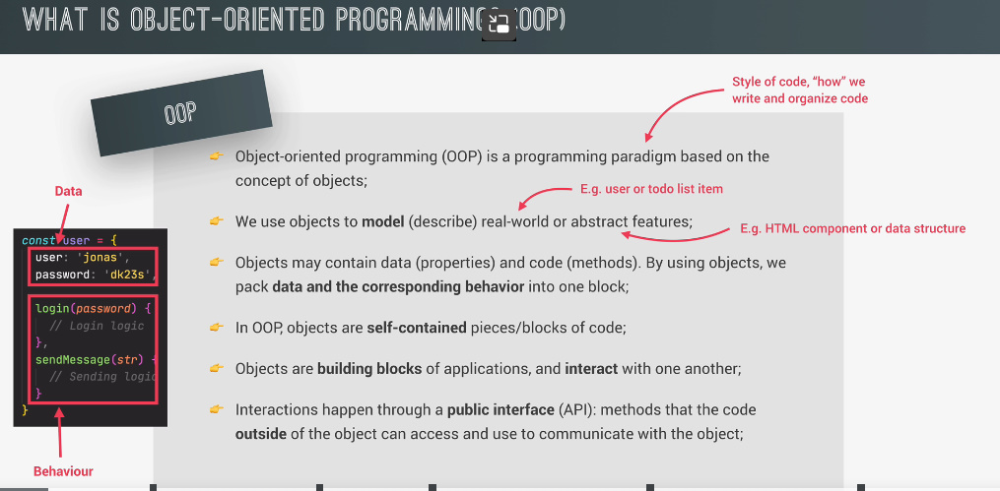 WHAT IS OBJECT-ORIENTED PROGRAMMING? (OOP)
OOP
Style of code, “how” we
write and organize code
Object-oriented programming (OOP) is a programming paradigm based on the
concept of objects;
E.g. user or todo list item
We use objects to model (describe) real-world or abstract features;
E.g. HTML component or data structure
Objects may contain data (properties) and code (methods). By using objects, we
pack data and the corresponding behavior into one block;
In OOP, objects are self-contained pieces/blocks of code;
Objects are building blocks of applications, and interact with one another;
Interactions happen through a public interface (API): methods that the code
outside of the object can access and use to communicate with the object;
Data
const user = {
user: 'jonas',
password: 'dk23s',
login(password) {
// Login logic
},
sendMessage(str) {
// Sending logic
}
}
Behaviour